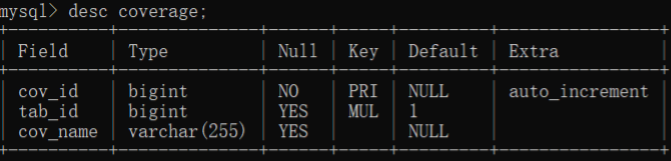 mysql> desc coverage;
+----------+--------------+------+-----+---------+----------------+
| Field | Type | Null | Key | Default | Extra |
+----------+--------------+------+-----+---------+----------------+
| cov_id | bigint | NO | PRI | NULL | auto_increment |
| tab_id | bigint | YES | MUL | 1 | |
| cov_name | varchar(255) | YES | | NULL | |
+----------+--------------+------+-----+---------+----------------+